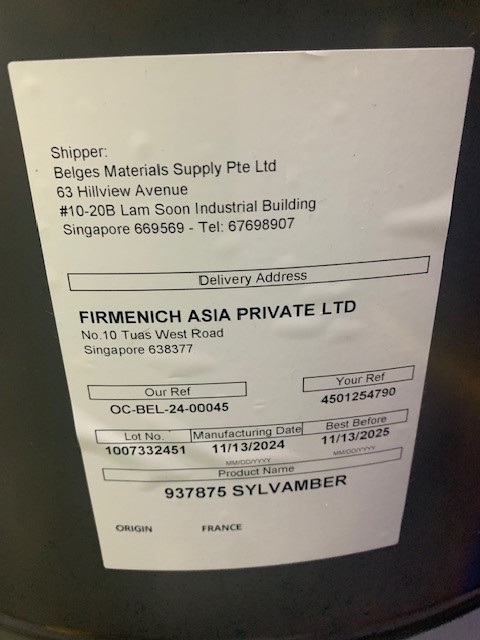 Shipper:
Belges Materials Supply Pte Ltd
63 Hillview Avenue
#10-20B Lam Soon Industrial Building
Singapore 669569 - Tel: 67698907
Delivery Address
FIRMENICH ASIA PRIVATE LTD
No.10 Tuas West Road
Singapore 638377
Our Ref
Your Ref
OC-BEL-24-00045
4501254790
Lot No. Manufacturing Date Best Before
1007332451 11/13/2024 11/13/2025
MM/DD/YYYY MM/DD/YYYY
Product Name
937875 SYLVAMBER
ORIGIN FRANCE